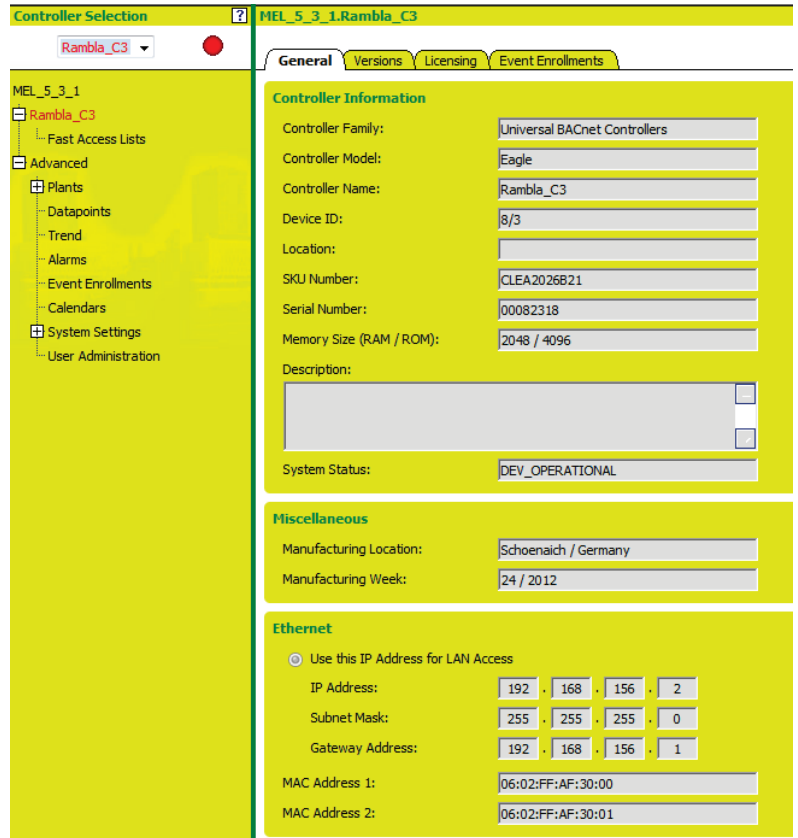 Controller Selection ?
Rambla_C3
MEL_5_3_1
Rambla_C3
Fast Access Lists
Advanced
Plants
Datapoints
Trend
Alarms
Event Enrollments
Calendars
System Settings
User Administration
MEL_5_3_1.Rambla_C3
General Versions Licensing Event Enrollments
Controller Information
Controller Family: Universal BACnet Controllers
Controller Model: Eagle
Controller Name: Rambla_C3
Device ID: 8/3
Location:
SKU Number: CLEA2026B21
Serial Number: 00082318
Memory Size (RAM / ROM): 2048 / 4096
Description:
System Status: DEV_OPERATIONAL
Miscellaneous
Manufacturing Location: Schoenaich / Germany
Manufacturing Week: 24 / 2012
Ethernet
Use this IP Address for LAN Access
IP Address: 192 . 168 . 156 . 2
Subnet Mask: 255 . 255 . 255 . 0
Gateway Address: 192 . 168 . 156 . 1
MAC Address 1: 06:02:FF:AF:30:00
MAC Address 2: 06:02:FF:AF:30:01